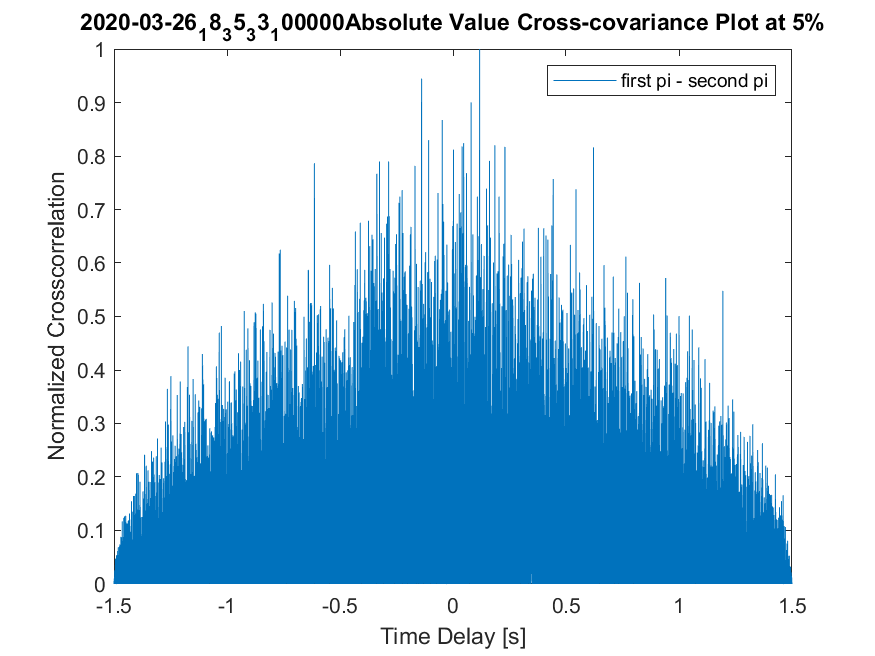 2020-03-26₁8₃5₃3₁00000Absolute Value Cross-covariance Plot at 5%
first pi - second pi
Normalized Crosscorrelation
1
0.9
0.8
0.7
0.6
0.5
0.4
0.3
0.2
0.1
0
-1.5 -1 -0.5 0 0.5 1 1.5
Time Delay [s]